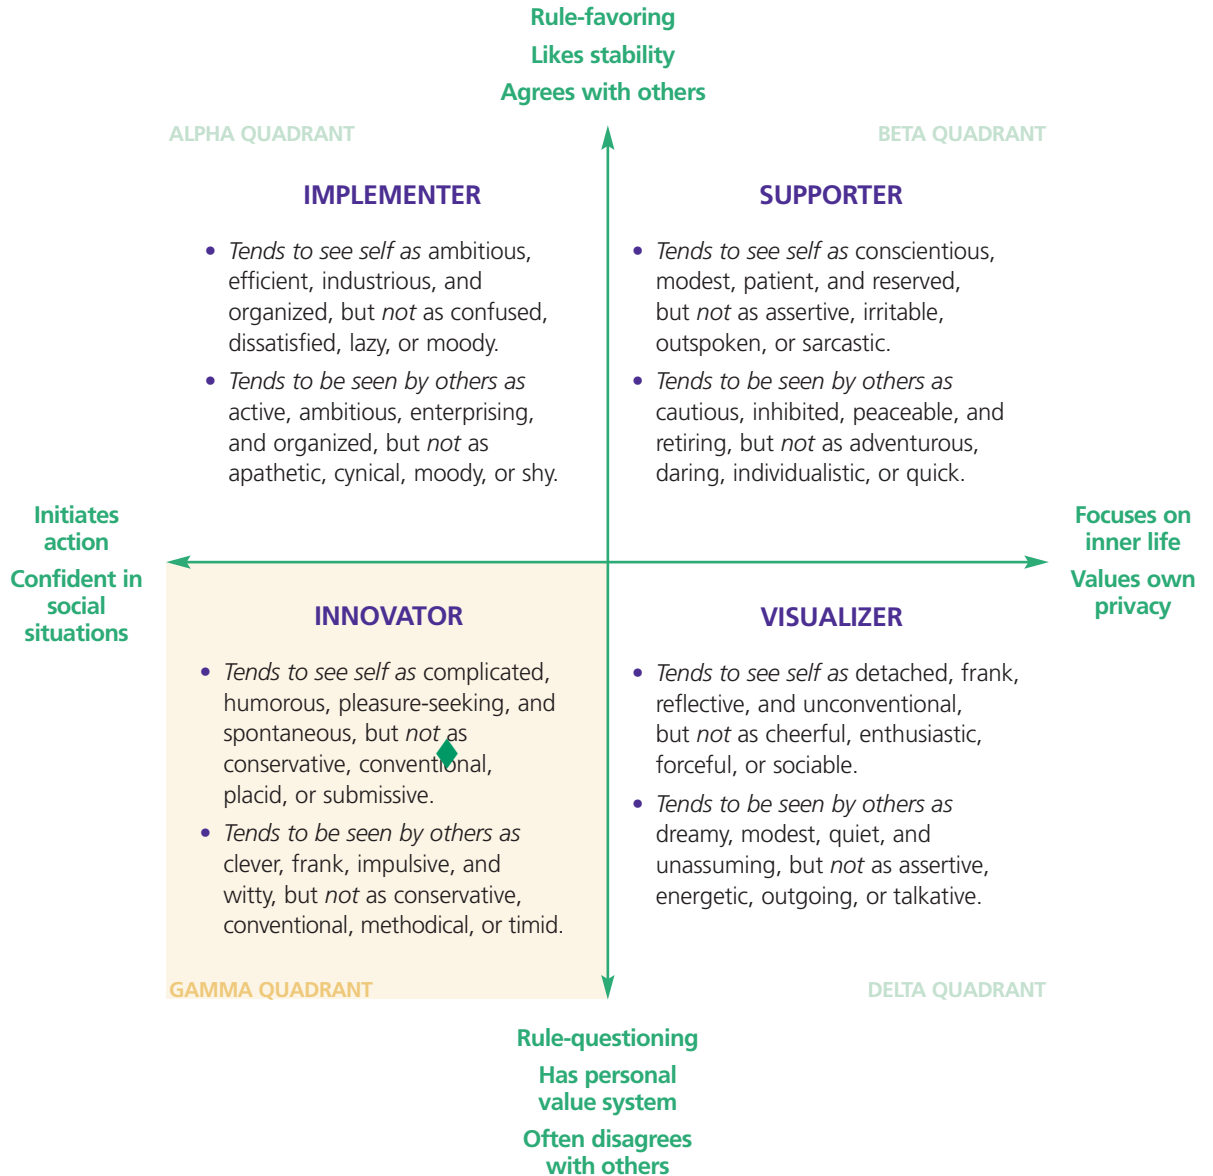 Rule-favoring
Likes stability
Agrees with others
ALPHA QUADRANT
BETA QUADRANT
IMPLEMENTER
• Tends to see self as ambitious,
efficient, industrious, and
organized, but not as confused,
dissatisfied, lazy, or moody.
• Tends to be seen by others as
active, ambitious, enterprising,
and organized, but not as
apathetic, cynical, moody, or shy.
SUPPORTER
• Tends to see self as conscientious,
modest, patient, and reserved,
but not as assertive, irritable,
outspoken, or sarcastic.
• Tends to be seen by others as
cautious, inhibited, peaceable, and
retiring, but not as adventurous,
daring, individualistic, or quick.
Initiates
action
Confident in
social
situations
Focuses on
inner life
Values own
privacy
INNOVATOR
• Tends to see self as complicated,
humorous, pleasure-seeking, and
spontaneous, but not as
conservative, conventional,
placid, or submissive.
• Tends to be seen by others as
clever, frank, impulsive, and
witty, but not as conservative,
conventional, methodical, or timid.
VISUALIZER
• Tends to see self as detached, frank,
reflective, and unconventional,
but not as cheerful, enthusiastic,
forceful, or sociable.
• Tends to be seen by others as
dreamy, modest, quiet, and
unassuming, but not as assertive,
energetic, outgoing, or talkative.
GAMMA QUADRANT
DELTA QUADRANT
Rule-questioning
Has personal
value system
Often disagrees
with others